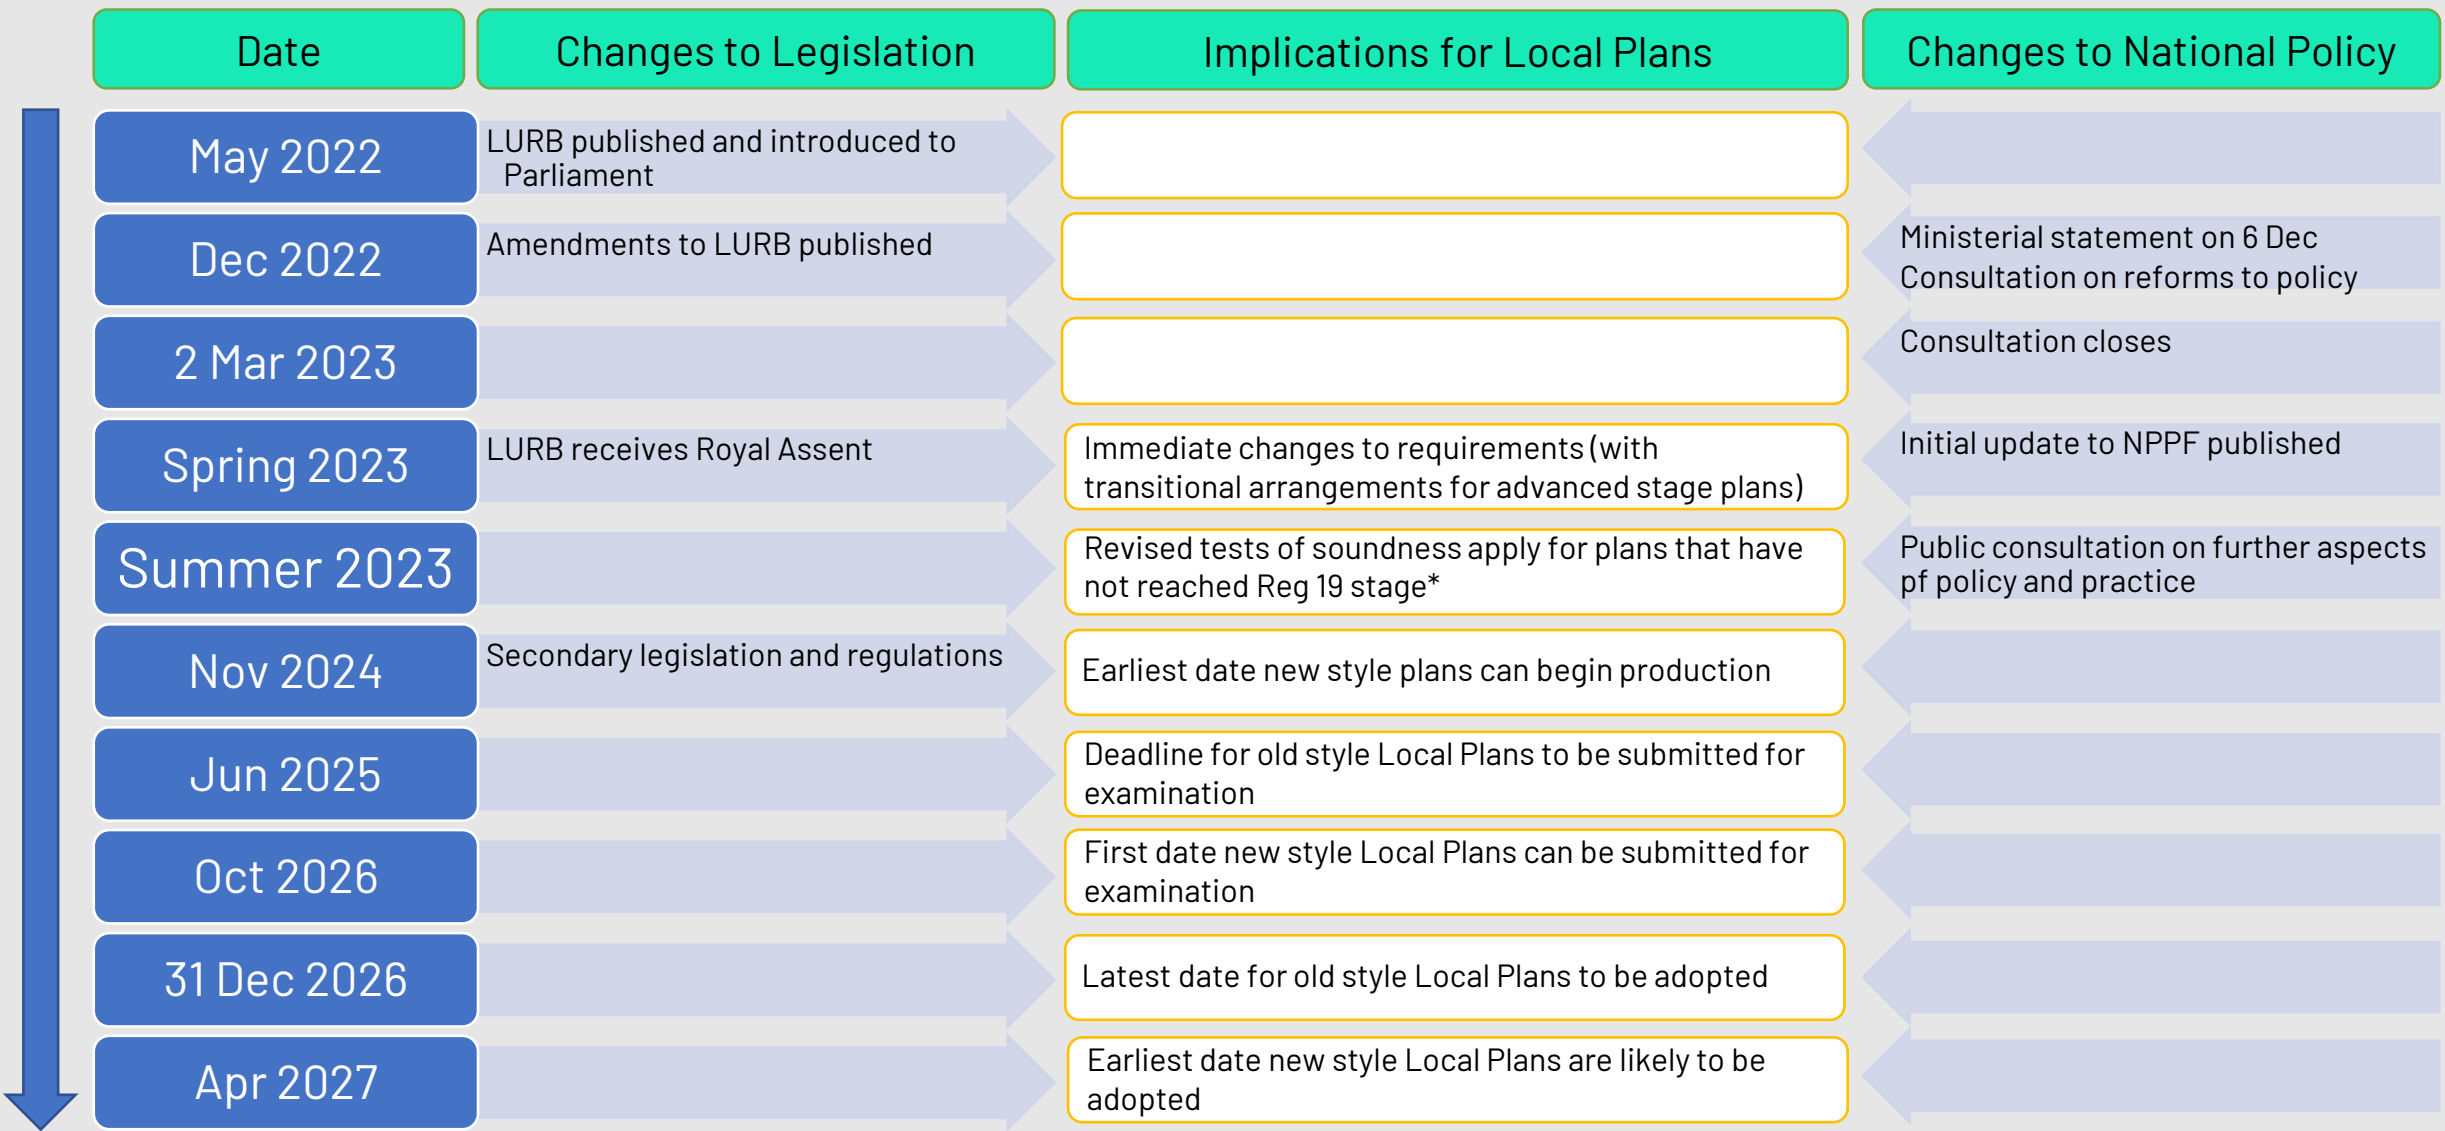 Date
Changes to Legislation
Implications for Local Plans
Changes to National Policy
May 2022
LURB published and introduced to
Parliament
Dec 2022
Amendments to LURB published
Ministerial statement on 6 Dec
Consultation on reforms to policy
2 Mar 2023
Consultation closes
Spring 2023
LURB receives Royal Assent
Immediate changes to requirements (with
transitional arrangements for advanced stage plans)
Initial update to NPPF published
Summer 2023
Revised tests of soundness apply for plans that have
not reached Reg 19 stage*
Public consultation on further aspects
pf policy and practice
Nov 2024
Secondary legislation and regulations
Earliest date new style plans can begin production
Jun 2025
Deadline for old style Local Plans to be submitted for
examination
Oct 2026
First date new style Local Plans can be submitted for
examination
31 Dec 2026
Latest date for old style Local Plans to be adopted
Apr 2027
Earliest date new style Local Plans are likely to be
adopted